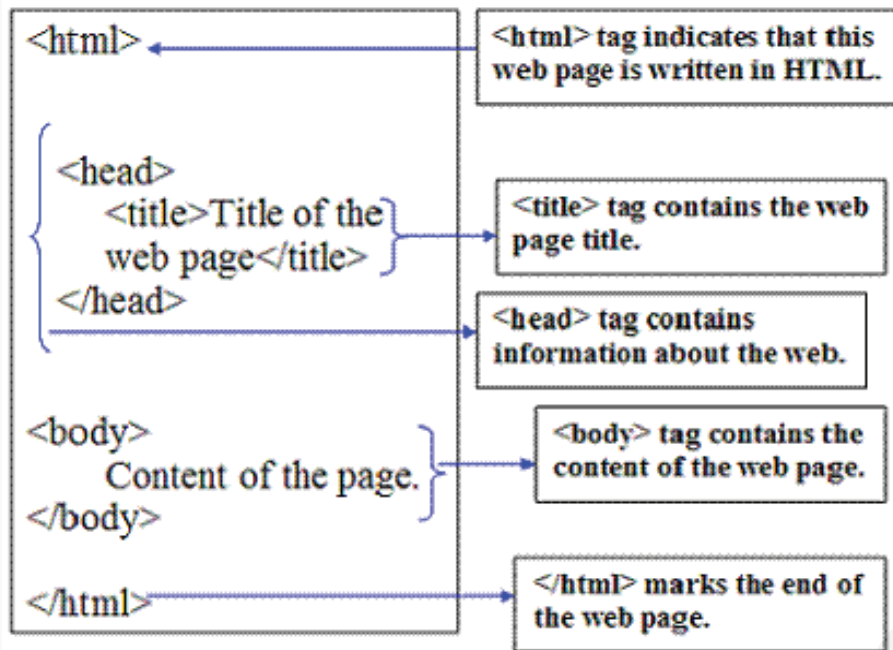 <html>
<html> tag indicates that this
web page is written in HTML.
<head>
<title>Title of the
web page</title>
</head>
<title> tag contains the web
page title.
<head> tag contains
information about the web.
<body>
Content of the page.
</body>
<body> tag contains the
content of the web page.
</html>
</html> marks the end of
the web page.